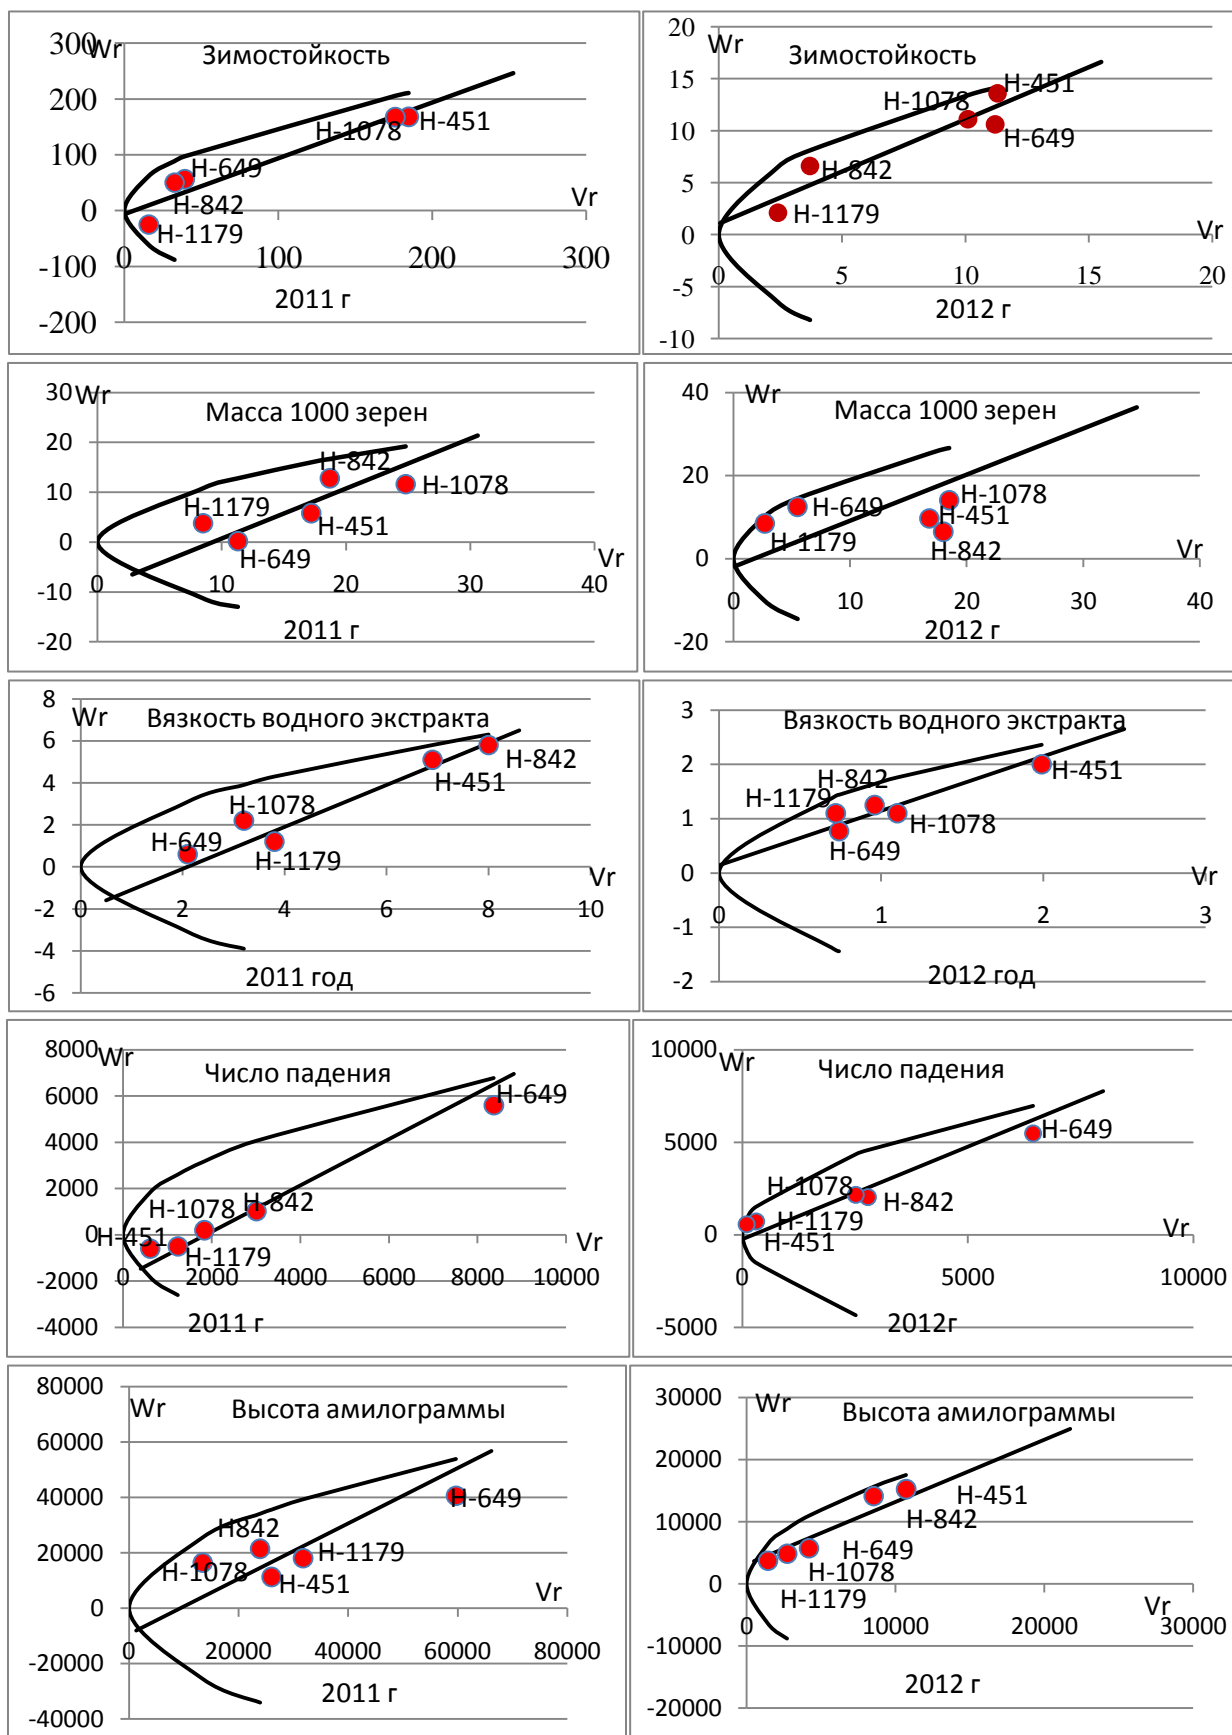 300
Wr
Зимостойкость
200
Н-1078
Н-451
100
Н-649
Н-842
Vr
0
Н-1179
0
100
200
300
-100
2011 г
-200
20
Wr
Зимостойкость
Н-451
15
Н-1078
10
Н-649
Н-842
5
Н-1179
Vr
0
0
5
10
15
20
-5
2012 г
-10
30
Wr
Масса 1000 зерен
20
Н-842
Н-1078
10
Н-1179
Н-451
0
Н-649
Vr
0
10
20
30
40
-10
-20
2011 г
40
Wr
Масса 1000 зерен
20
Н-649
Н-1078
Н-451
Н-1179
Н-842
Vr
0
0
10
20
30
40
-20
2012 г
8
Wr
Вязкость водного экстракта
6
Н-842
Н-451
4
Н-1078
2
Н-649
Н-1179
0
Vr
0
2
4
6
8
10
-2
-4
2011 год
-6
3
Wr
Вязкость водного экстракта
2
Н-842
Н-451
Н-1179
1
Н-1078
Н-649
0
Vr
0
1
2
3
-1
2012 год
-2
8000
Wr
Число падения
6000
Н-649
4000
2000
Н-1078
Н-842
0
Н-451
Н-1179
Vr
0
2000
4000
6000
8000
10000
-2000
2011 г
-4000
10000
Wr
Число падения
5000
Н-649
Н-1078
Н-842
Н-1179
0
Н-451
Vr
0
5000
10000
-5000
2012г
80000
Wr
Высота амилограммы
60000
40000
Н-649
Н842
20000
Н-1179
Н-1078
Н-451
0
Vr
0
20000
40000
60000
80000
-20000
2011 г
-40000
30000
Wr
Высота амилограммы
20000
Н-451
Н-842
10000
Н-649
Н-1078
Н-1179
0
Vr
0
10000
20000
30000
-10000
2012 г
-20000